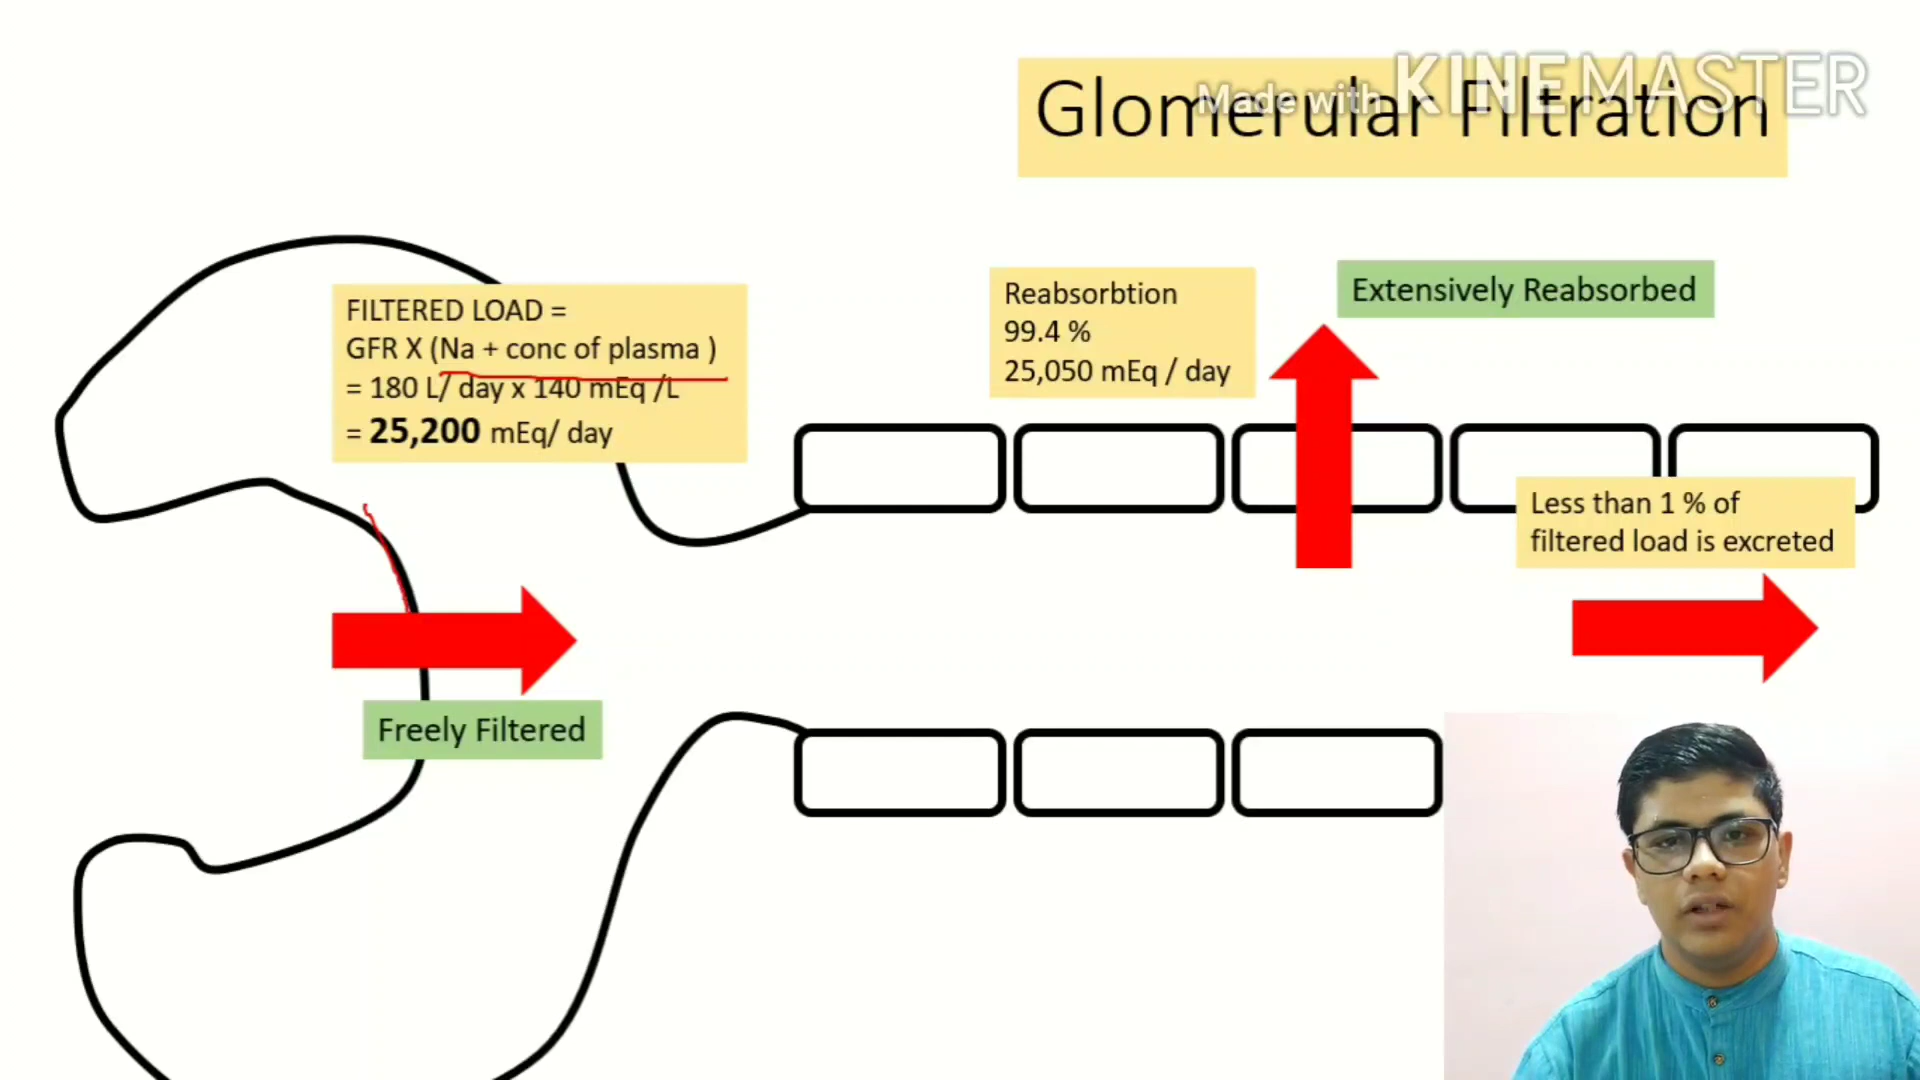 Glomerular Filtration
Made with KINEMASTER
FILTERED LOAD =
GFR X (Na + conc of plasma )
= 180 L/ day x 140 mEq /L
= 25,200 mEq/ day
Reabsorbtion
99.4 %
25,050 mEq / day
Extensively Reabsorbed
Less than 1 % of
filtered load is excreted
Freely Filtered